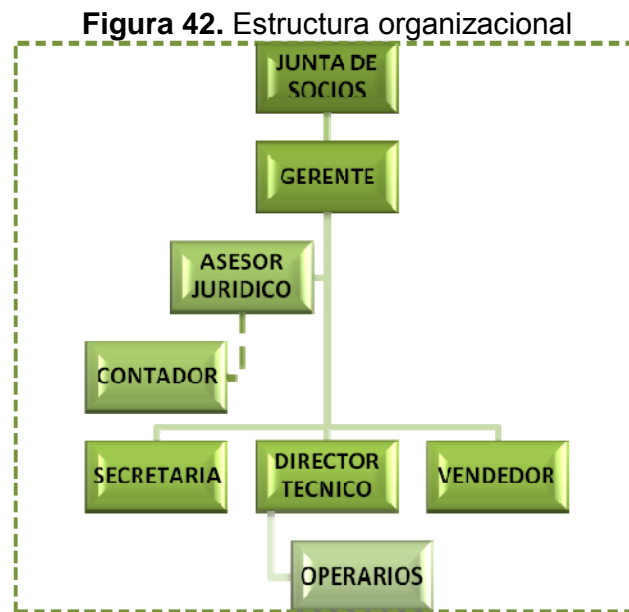 Figura 42. Estructura organizacional
JUNTA DE
SOCIOS
GERENTE
ASESOR
JURIDICO
CONTADOR
SECRETARIA
DIRECTOR
TECNICO
VENDEDOR
OPERARIOS